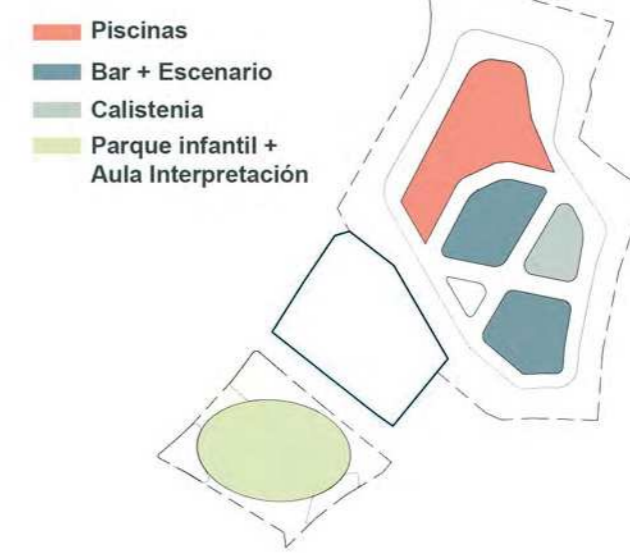 Piscinas
Bar + Escenario
Calistenia
Parque infantil +
Aula Interpretación